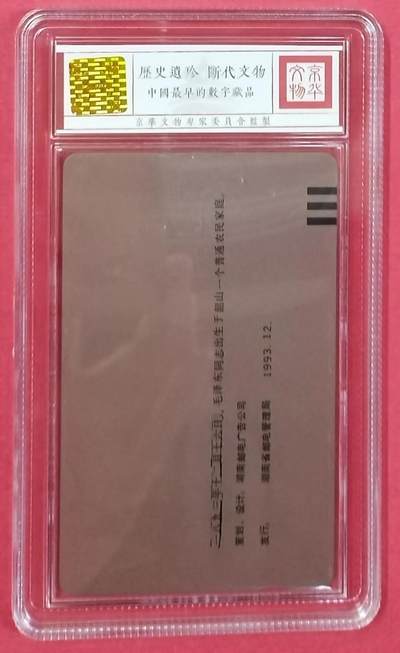 歷史遺珍 斷代文物
中國最早的數字藏品
京華文物專家委員會監製
京华
文物
一八九三年十二月二十六日，毛泽东同志出生于韶山一个普通农民家庭。
策划、设计：湖南邮电广告公司
发行：湖南省邮电管理局 1993.12.